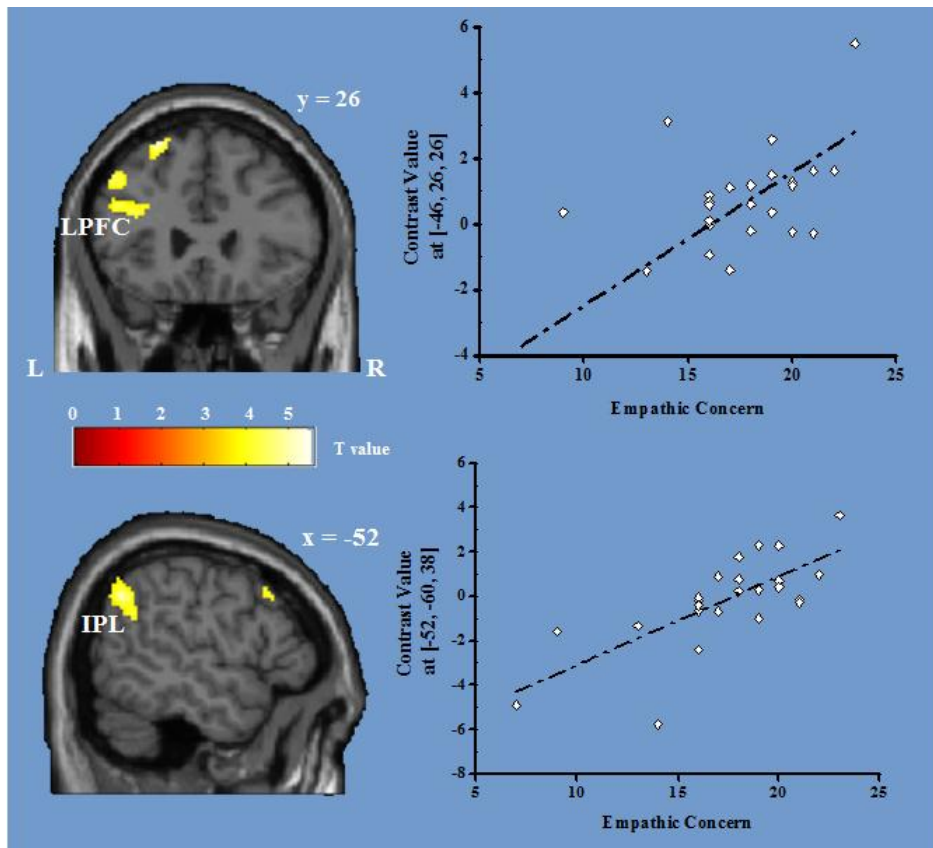 y = 26
LPFC
L R
6
4
2
0
-2
-4
5 10 15 20 25
Contrast Value
at [-46, 26, 26]
Empathic Concern
0 1 2 3 4 5
T value
x = -52
IPL
6
4
2
0
-2
-4
-6
-8
5 10 15 20 25
Contrast Value
at [-52, -60, 38]
Empathic Concern